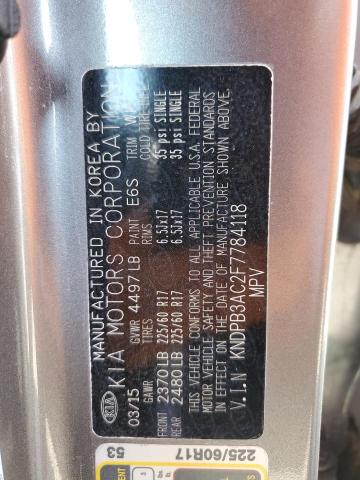 MANUFACTURED IN KOREA BY
KIA KIA MOTORS CORPORATION
03/15 GVWR 4497LB PAINT E6S TRIM
GAWR TIRES RIMS COLD TIRE
FRONT 2370LB 225/60 R17 6.5JX17 35 psi SINGLE
REAR 2480LB 225/60 R17 6.5JX17 35 psi SINGLE
THIS VEHICLE CONFORMS TO ALL APPLICABLE U.S.A. FEDERAL
MOTOR VEHICLE SAFETY AND THEFT PREVENTION STANDARDS
IN EFFECT ON THE DATE OF MANUFACTURE SHOWN ABOVE.
V.I.N KNDPB3AC2F7784118
MPV
53 225/60R17